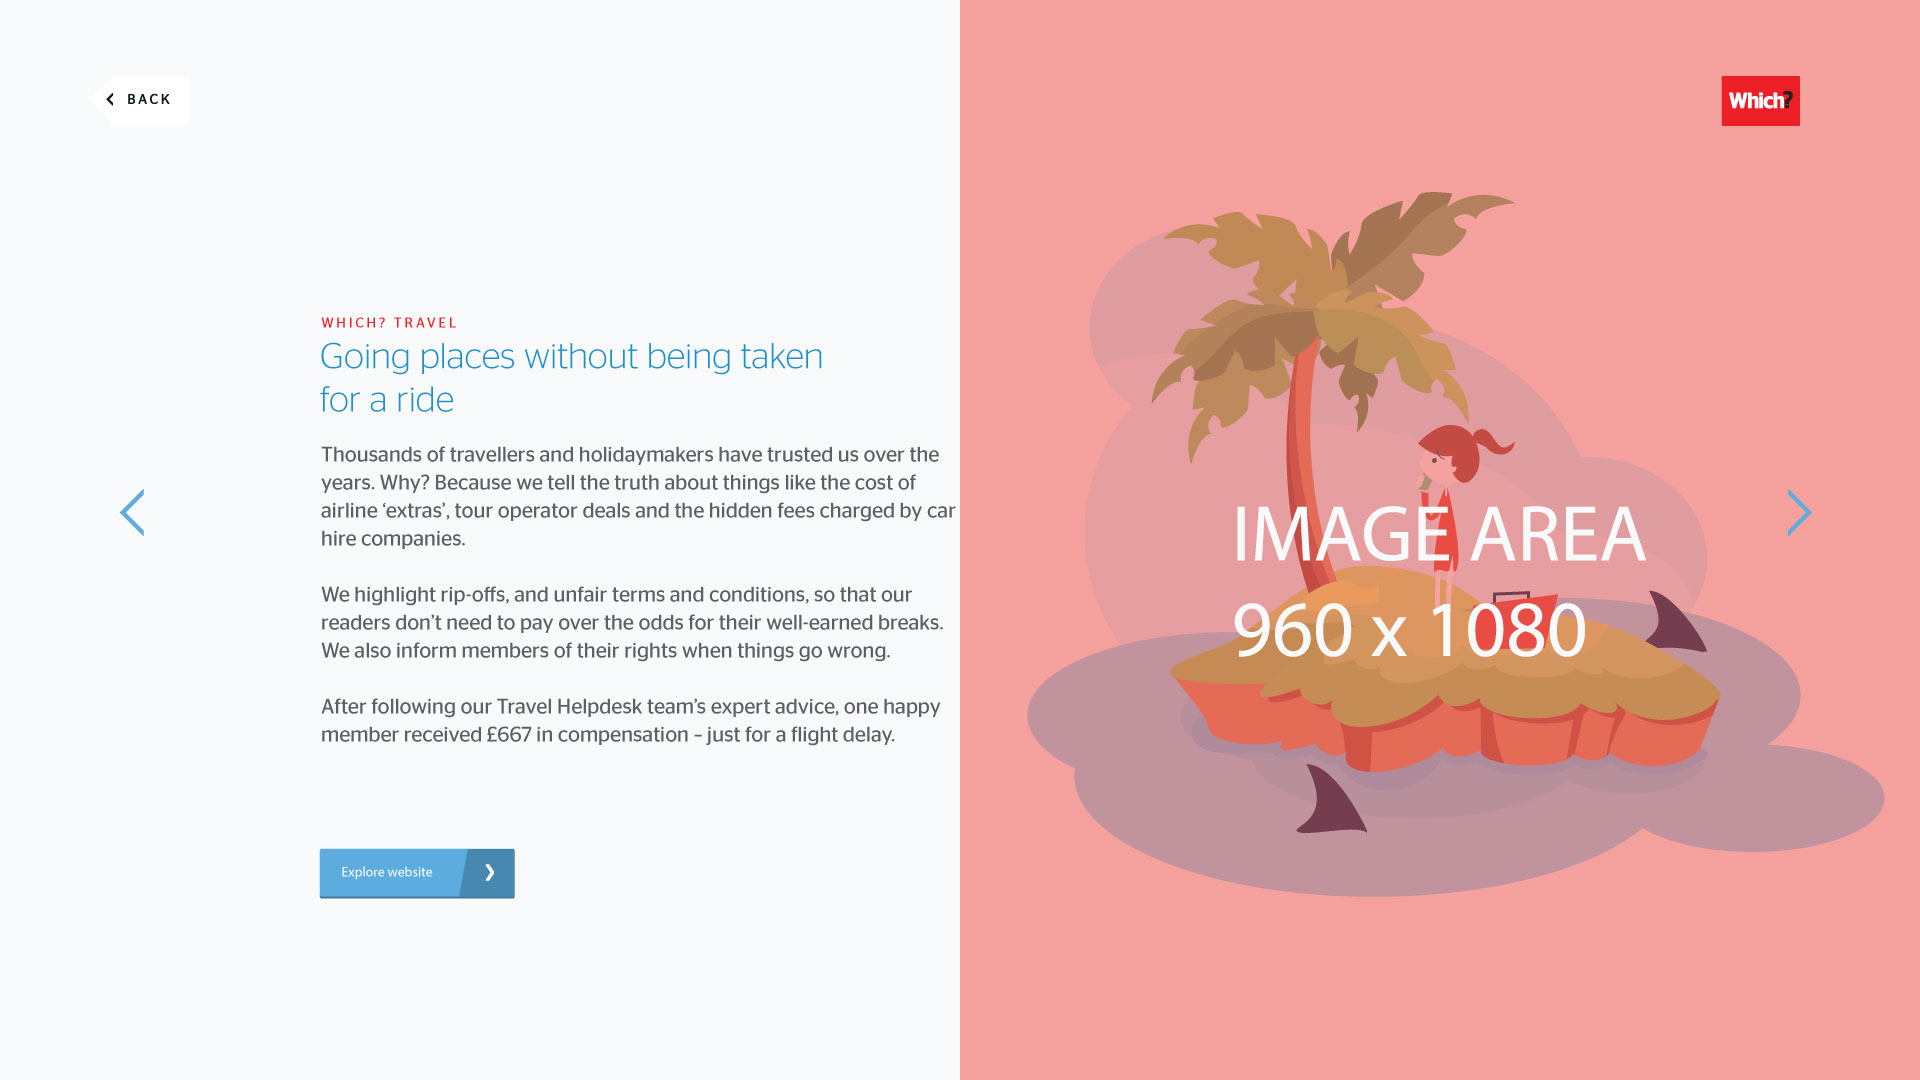 BACK
Which?
WHICH? TRAVEL
Going places without being taken
for a ride
Thousands of travellers and holidaymakers have trusted us over the
years. Why? Because we tell the truth about things like the cost of
airline ‘extras’, tour operator deals and the hidden fees charged by car
hire companies.
We highlight rip-offs, and unfair terms and conditions, so that our
readers don’t need to pay over the odds for their well-earned breaks.
We also inform members of their rights when things go wrong.
After following our Travel Helpdesk team’s expert advice, one happy
member received £667 in compensation – just for a flight delay.
Explore website
IMAGE AREA
960 x 1080